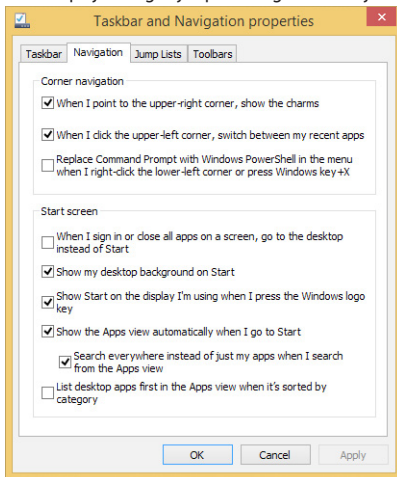 Taskbar and Navigation properties
Taskbar Navigation Jump Lists Toolbars
Corner navigation
When I point to the upper-right corner, show the charms
When I click the upper-left corner, switch between my recent apps
Replace Command Prompt with Windows PowerShell in the menu
when I right-click the lower-left corner or press Windows key+X
Start screen
When I sign in or close all apps on a screen, go to the desktop
instead of Start
Show my desktop background on Start
Show Start on the display I'm using when I press the Windows logo
key
Show the Apps view automatically when I go to Start
Search everywhere instead of just my apps when I search
from the Apps view
List desktop apps first in the Apps view when it's sorted by
category
OK Cancel Apply